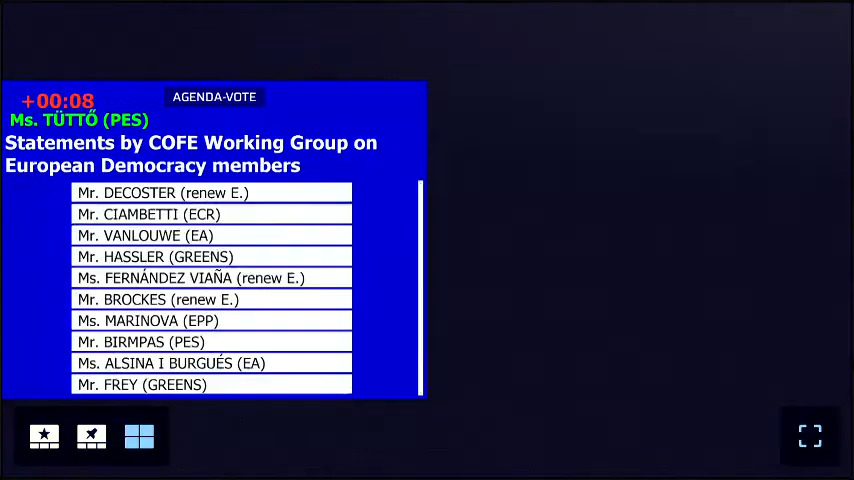 +00:08
AGENDA-VOTE
Ms. TÜTTŐ (PES)
Statements by COFE Working Group on
European Democracy members
Mr. DECOSTER (renew E.)
Mr. CIAMBETTI (ECR)
Mr. VANLOUWE (EA)
Mr. HASSLER (GREENS)
Ms. FERNÁNDEZ VIAÑA (renew E.)
Mr. BROCKES (renew E.)
Ms. MARINOVA (EPP)
Mr. BIRMPAS (PES)
Ms. ALSINA I BURGUÉS (EA)
Mr. FREY (GREENS)